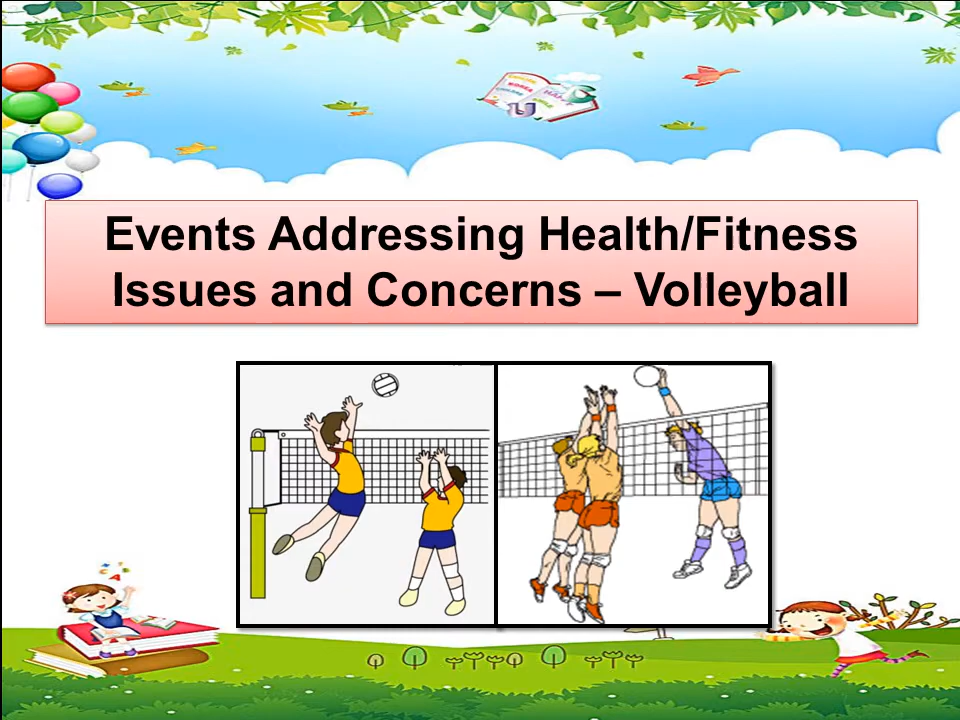 Events Addressing Health/Fitness
Issues and Concerns – Volleyball